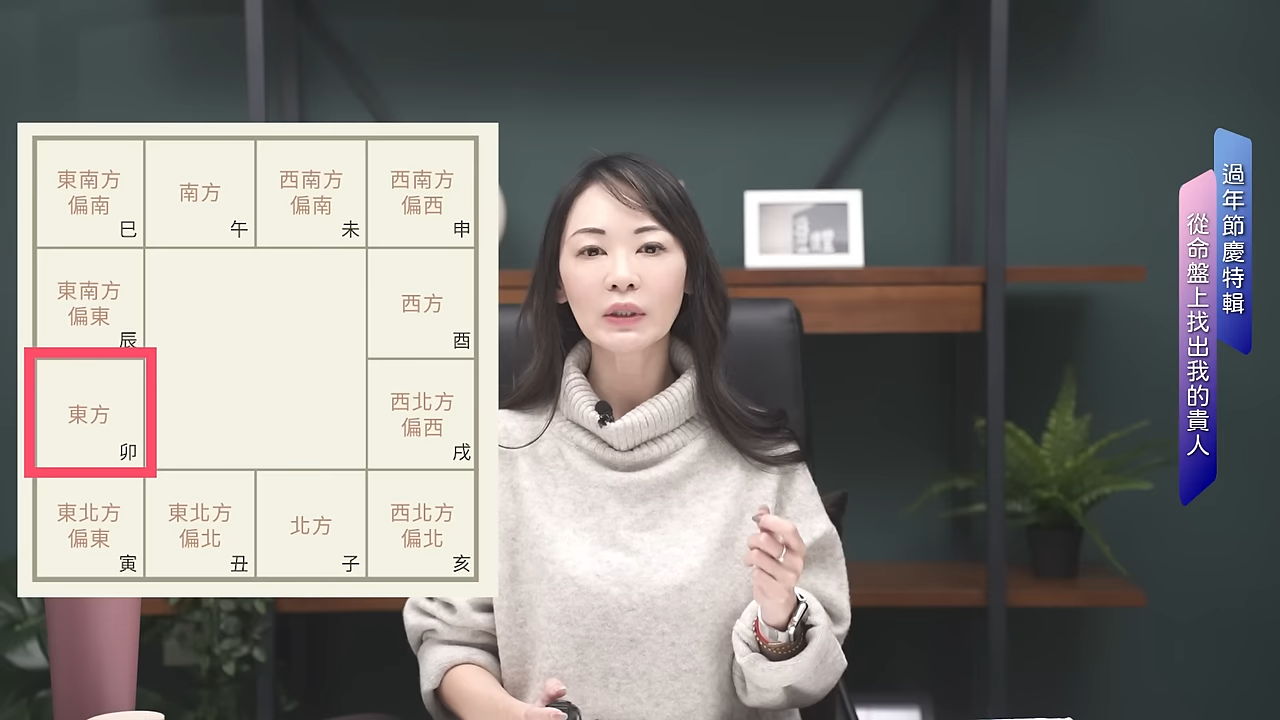 東南方
偏南
巳
南方
午
西南方
偏南
未
西南方
偏西
申
東南方
偏東
辰
西方
酉
東方
卯
西北方
偏西
戌
東北方
偏東
寅
東北方
偏北
丑
北方
子
西北方
偏北
亥
過年節慶特輯
從命盤上找出我的貴人